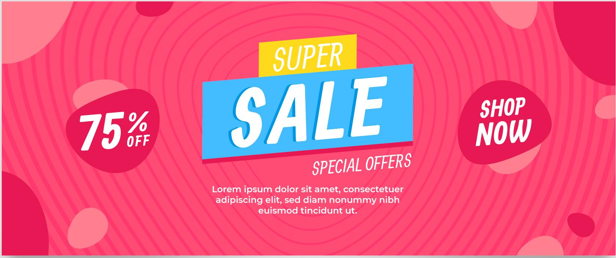 SUPER
SALE
SPECIAL OFFERS
75% OFF
SHOP
NOW
Lorem ipsum dolor sit amet, consectetuer
adipiscing elit, sed diam nonummy nibh
euismod tincidunt ut.